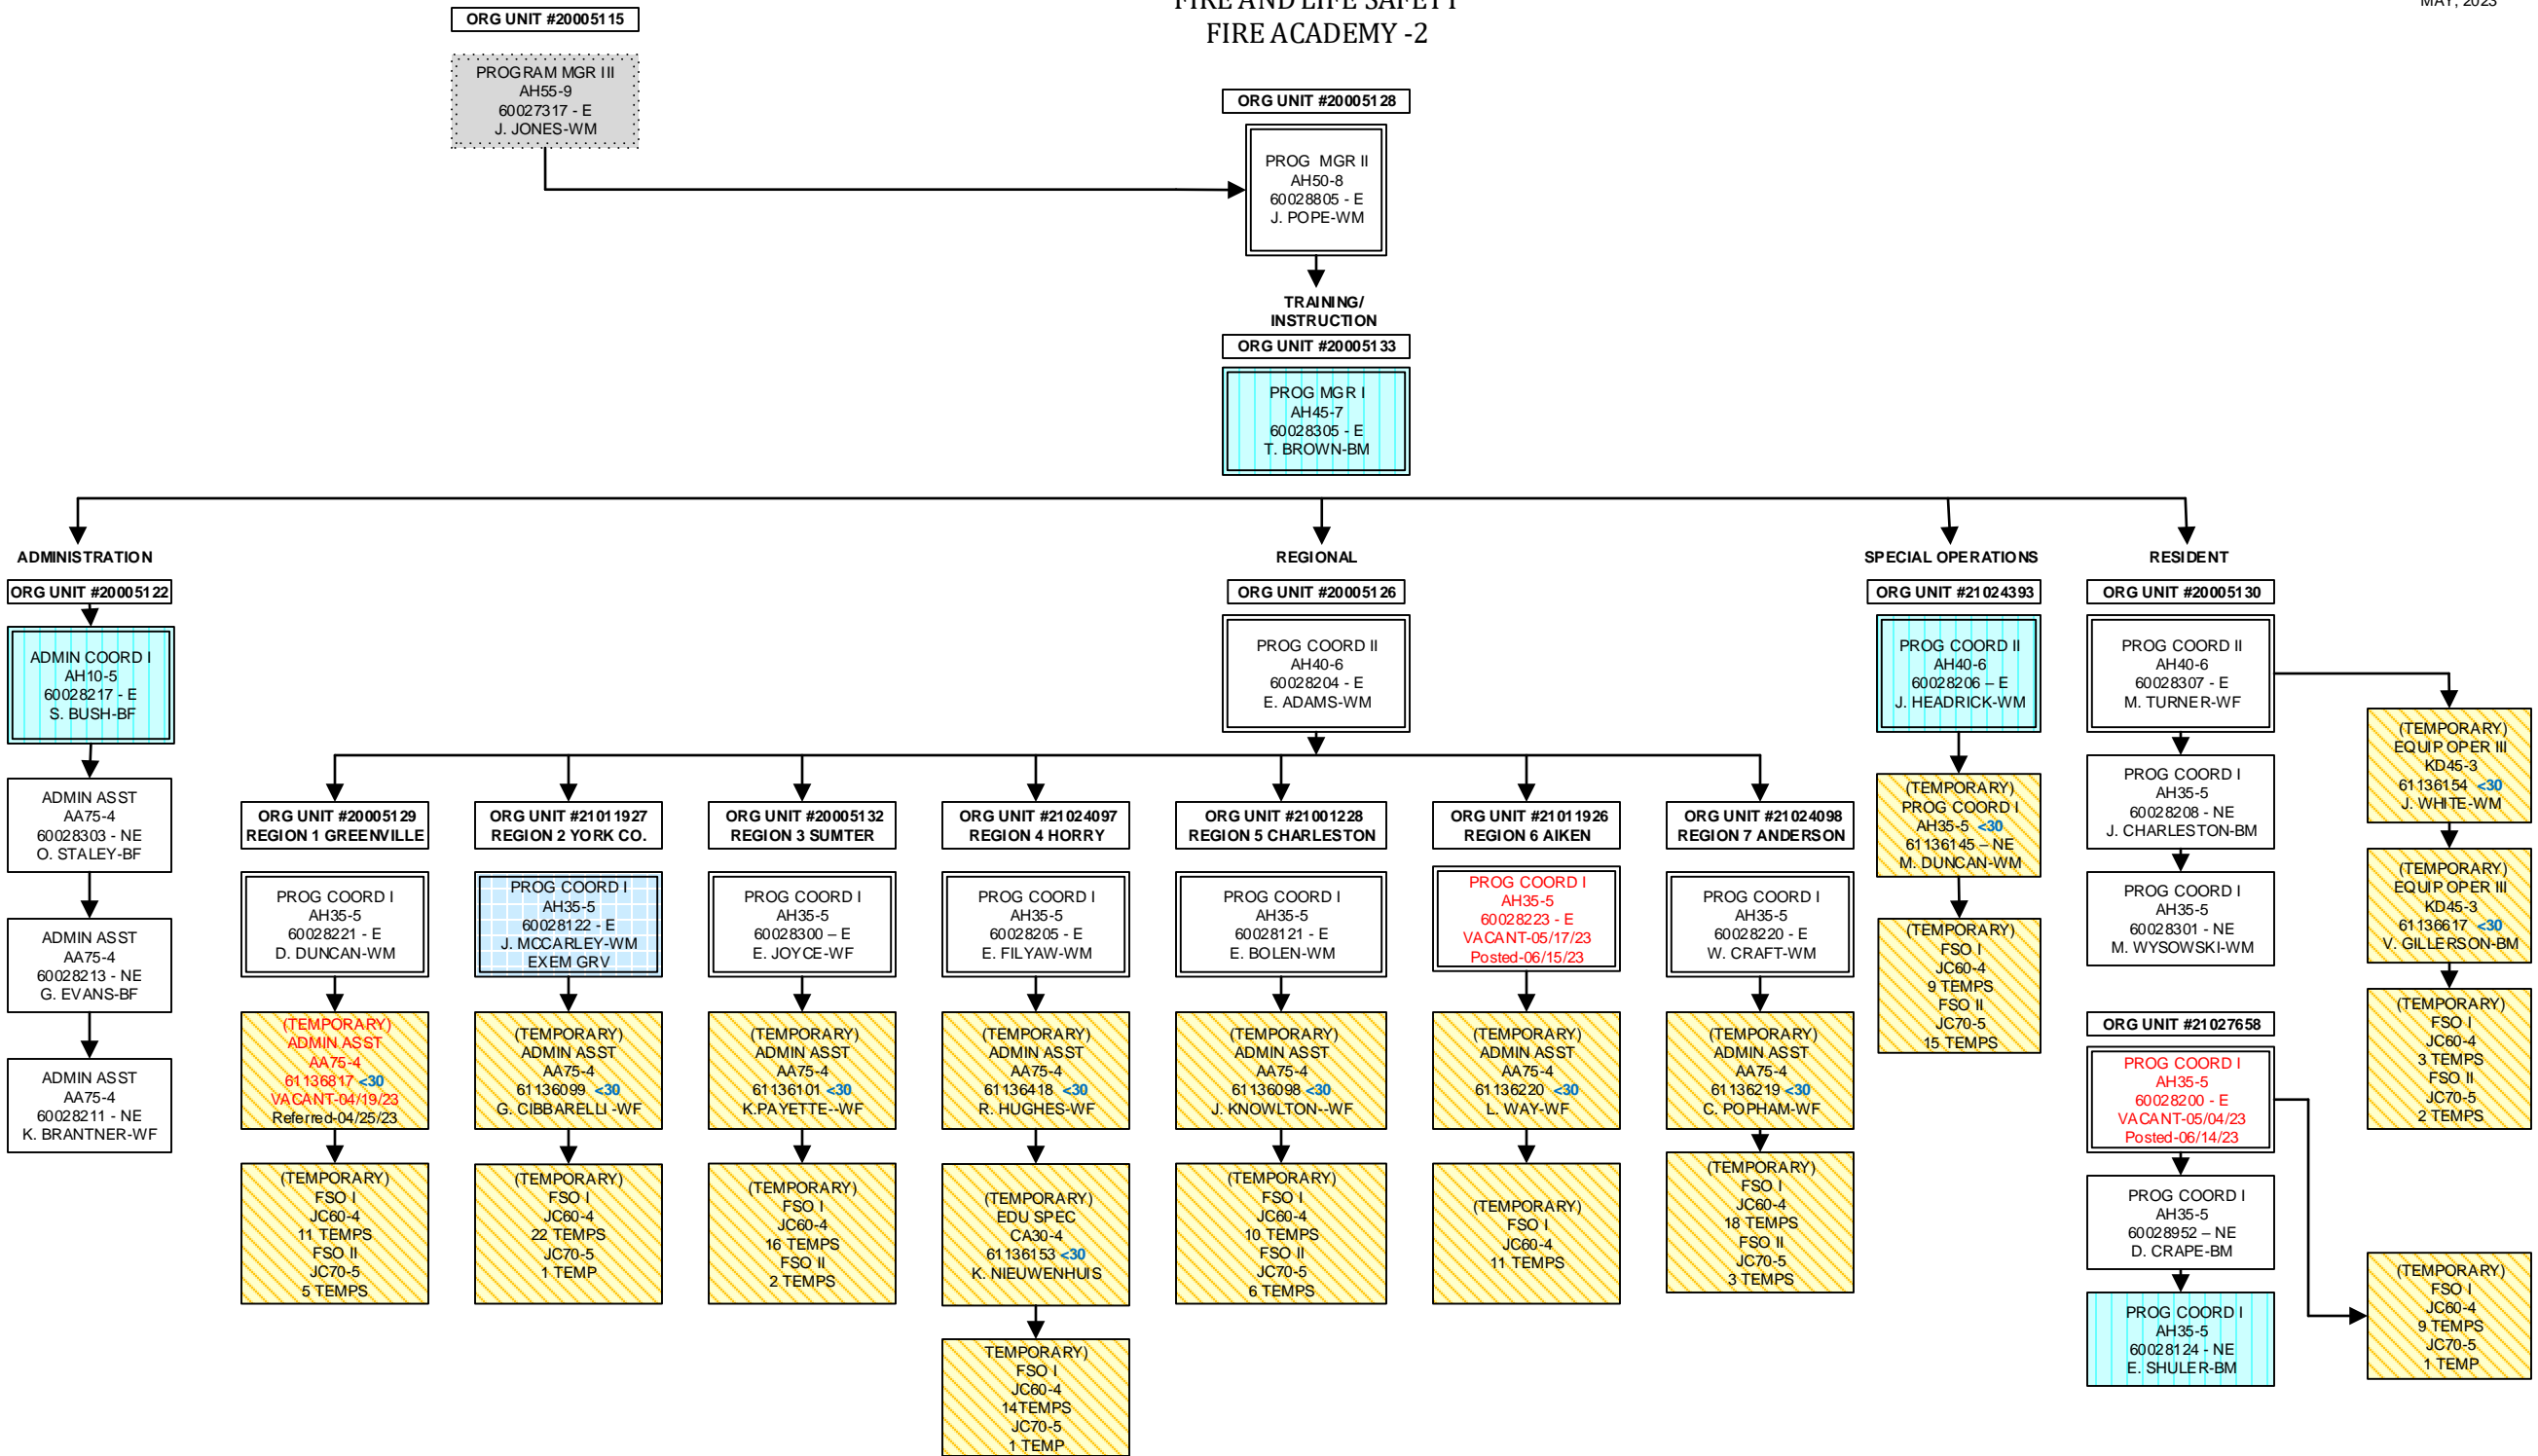 FIRE AND LIFE SAFETY
FIRE ACADEMY -2
MAY, 2023
ORG UNIT #20005115
PROGRAM MGR III
AH55-9
60027317 - E
J. JONES-WM
ORG UNIT #20005128
PROG MGR II
AH50-8
60028805 - E
J. POPE-WM
TRAINING/
INSTRUCTION
ORG UNIT #20005133
PROG MGR I
AH45-7
60028305 - E
T. BROWN-BM
ADMINISTRATION
ORG UNIT #20005122
ADMIN COORD I
AH10-5
60028217 - E
S. BUSH-BF
ADMIN ASST
AA75-4
60028303 - NE
O. STALEY-BF
ADMIN ASST
AA75-4
60028213 - NE
G. EVANS-BF
ADMIN ASST
AA75-4
60028211 - NE
K. BRANTNER-WF
REGIONAL
ORG UNIT #20005126
PROG COORD II
AH40-6
60028204 - E
E. ADAMS-WM
ORG UNIT #20005129
REGION 1 GREENVILLE
PROG COORD I
AH35-5
60028221 - E
D. DUNCAN-WM
(TEMPORARY)
ADMIN ASST
AA75-4
61136817 <30
VACANT-04/19/23
Referred-04/25/23
(TEMPORARY)
FSO I
JC60-4
11 TEMPS
FSO II
JC70-5
5 TEMPS
ORG UNIT #21011927
REGION 2 YORK CO.
PROG COORD I
AH35-5
60028122 - E
J. MCCARLEY-WM
EXEM GRV
(TEMPORARY)
ADMIN ASST
AA75-4
61136099 <30
G. CIBBARELLI -WF
(TEMPORARY)
FSO I
JC60-4
22 TEMPS
JC70-5
1 TEMP
ORG UNIT #20005132
REGION 3 SUMTER
PROG COORD I
AH35-5
60028300 – E
E. JOYCE-WF
(TEMPORARY)
ADMIN ASST
AA75-4
61136101 <30
K.PAYETTE--WF
(TEMPORARY)
FSO I
JC60-4
16 TEMPS
FSO II
2 TEMPS
ORG UNIT #21024097
REGION 4 HORRY
PROG COORD I
AH35-5
60028205 - E
E. FILYAW-WM
(TEMPORARY)
ADMIN ASST
AA75-4
61136418 <30
R. HUGHES-WF
(TEMPORARY)
EDU SPEC
CA30-4
61136153 <30
K. NIEUWENHUIS
TEMPORARY)
FSO I
JC60-4
14TEMPS
JC70-5
1 TEMP
ORG UNIT #21001228
REGION 5 CHARLESTON
PROG COORD I
AH35-5
60028121 - E
E. BOLEN-WM
(TEMPORARY)
ADMIN ASST
AA75-4
61136098 <30
J. KNOWLTON--WF
(TEMPORARY)
FSO I
JC60-4
10 TEMPS
FSO II
JC70-5
6 TEMPS
ORG UNIT #21011926
REGION 6 AIKEN
PROG COORD I
AH35-5
60028223 - E
VACANT-05/17/23
Posted-06/15/23
(TEMPORARY)
ADMIN ASST
AA75-4
61136220 <30
L. WAY-WF
(TEMPORARY)
FSO I
JC60-4
11 TEMPS
ORG UNIT #21024098
REGION 7 ANDERSON
PROG COORD I
AH35-5
60028220 - E
W. CRAFT-WM
(TEMPORARY)
ADMIN ASST
AA75-4
61136219 <30
C. POPHAM-WF
(TEMPORARY)
FSO I
JC60-4
18 TEMPS
FSO II
JC70-5
3 TEMPS
SPECIAL OPERATIONS
ORG UNIT #21024393
PROG COORD II
AH40-6
60028206 – E
J. HEADRICK-WM
(TEMPORARY)
PROG COORD I
AH35-5 <30
61136145 – NE
M. DUNCAN-WM
(TEMPORARY)
FSO I
JC60-4
9 TEMPS
FSO II
JC70-5
15 TEMPS
RESIDENT
ORG UNIT #20005130
PROG COORD II
AH40-6
60028307 - E
M. TURNER-WF
PROG COORD I
AH35-5
60028208 - NE
J. CHARLESTON-BM
PROG COORD I
AH35-5
60028301 - NE
M. WYSOWSKI-WM
ORG UNIT #21027658
PROG COORD I
AH35-5
60028200 - E
VACANT-05/04/23
Posted-06/14/23
PROG COORD I
AH35-5
60028952 – NE
D. CRAPE-BM
PROG COORD I
AH35-5
60028124 - NE
E. SHULER-BM
(TEMPORARY)
EQUIP OPER III
KD45-3
61136154 <30
J. WHITE-WM
(TEMPORARY)
EQUIP OPER III
KD45-3
61136617 <30
V. GILLERSON-BM
(TEMPORARY)
FSO I
JC60-4
3 TEMPS
FSO II
JC70-5
2 TEMPS
(TEMPORARY)
FSO I
JC60-4
9 TEMPS
JC70-5
1 TEMP